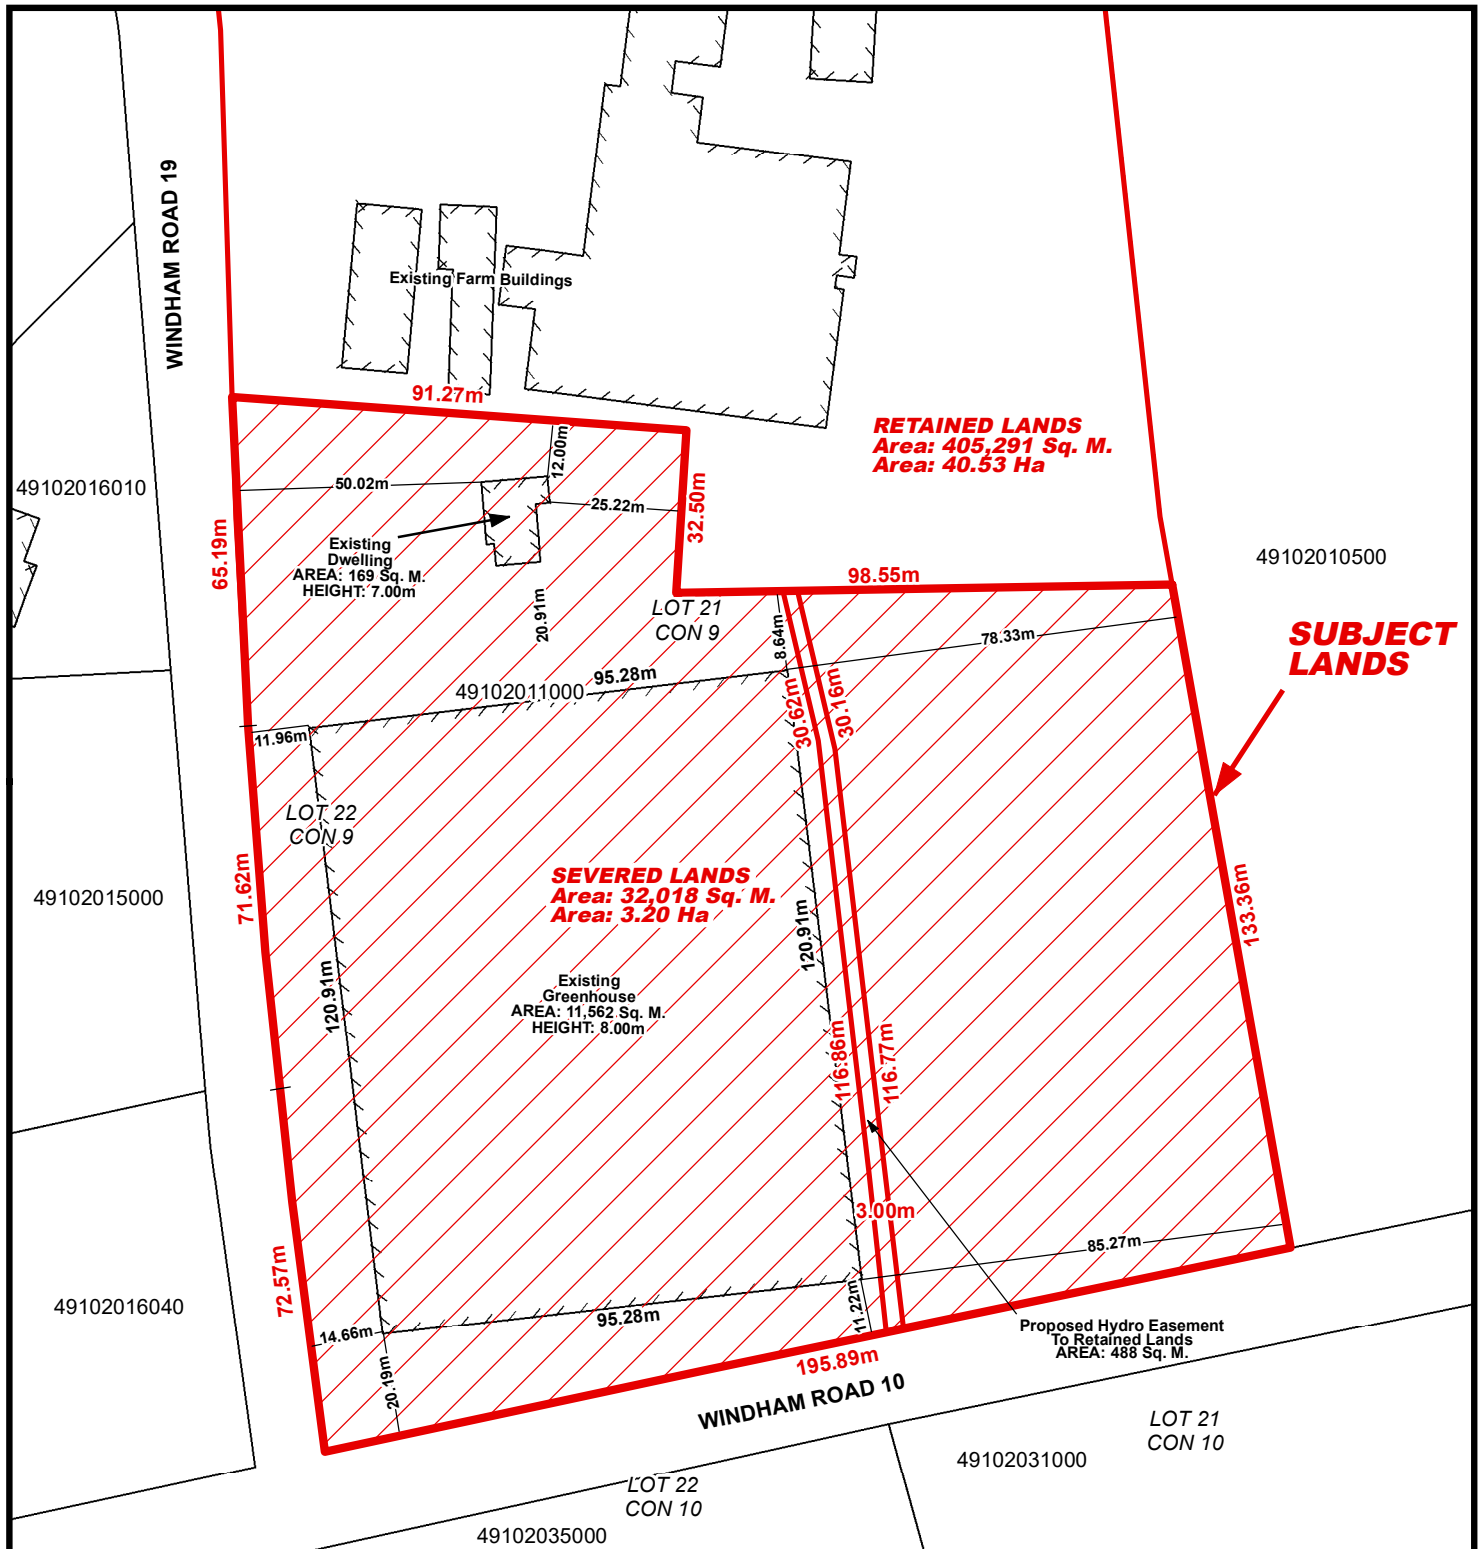 WINDHAM ROAD 19
Existing Farm Buildings
91.27m
RETAINED LANDS
Area: 405,291 Sq. M.
Area: 40.53 Ha
12.00m
49102016010
50.02m
25.22m
32.50m
65.19m
Existing
Dwelling
AREA: 169 Sq. M.
HEIGHT: 7.00m
49102010500
98.55m
20.91m
LOT 21
CON 9
8.64m
78.33m
SUBJECT
LANDS
95.28m
49102011000
30.62m
30.16m
11.96m
LOT 22
CON 9
71.62m
49102015000
SEVERED LANDS
Area: 32,018 Sq. M.
Area: 3.20 Ha
120.91m
133.36m
120.91m
Existing
Greenhouse
AREA: 11,562 Sq. M.
HEIGHT: 8.00m
116.86m
116.77m
3.00m
85.27m
72.57m
49102016040
95.28m
11.22m
14.66m
20.19m
Proposed Hydro Easement
To Retained Lands
AREA: 488 Sq. M.
195.89m
WINDHAM ROAD 10
LOT 21
CON 10
49102031000
LOT 22
CON 10
49102035000